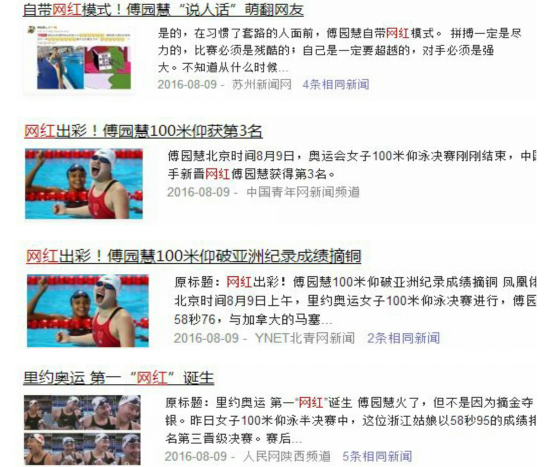 自带网红模式！傅园慧“说人话”萌翻网友
是的，在习惯了套路的人面前，傅园慧自带网红模式。 拼搏一定是尽
力的，比赛必须是残酷的；自己是一定要超越的，对手必须是强
大。不知道从什么时候...
2016-08-09 - 苏州新闻网 4条相同新闻
网红出彩！傅园慧100米仰获第3名
傅园慧北京时间8月9日，奥运会女子100米仰泳决赛刚刚结束，中国
手新晋网红傅园慧获得第3名。
2016-08-09 - 中国青年网新闻频道
网红出彩！傅园慧100米仰破亚洲纪录成绩摘铜
原标题：网红出彩！傅园慧100米仰破亚洲纪录成绩摘铜 凤凰体
北京时间8月9日上午，里约奥运女子100米仰泳决赛进行，傅园
58秒76，与加拿大的马塞...
2016-08-09 - YNET北青网新闻 2条相同新闻
里约奥运 第一“网红”诞生
原标题：里约奥运 第一“网红”诞生 傅园慧火了，但不是因为摘金夺
银。昨日女子100米仰泳半决赛中，这位浙江姑娘以58秒95的成绩排
名第三晋级决赛。赛后...
2016-08-09 - 人民网陕西频道 5条相同新闻